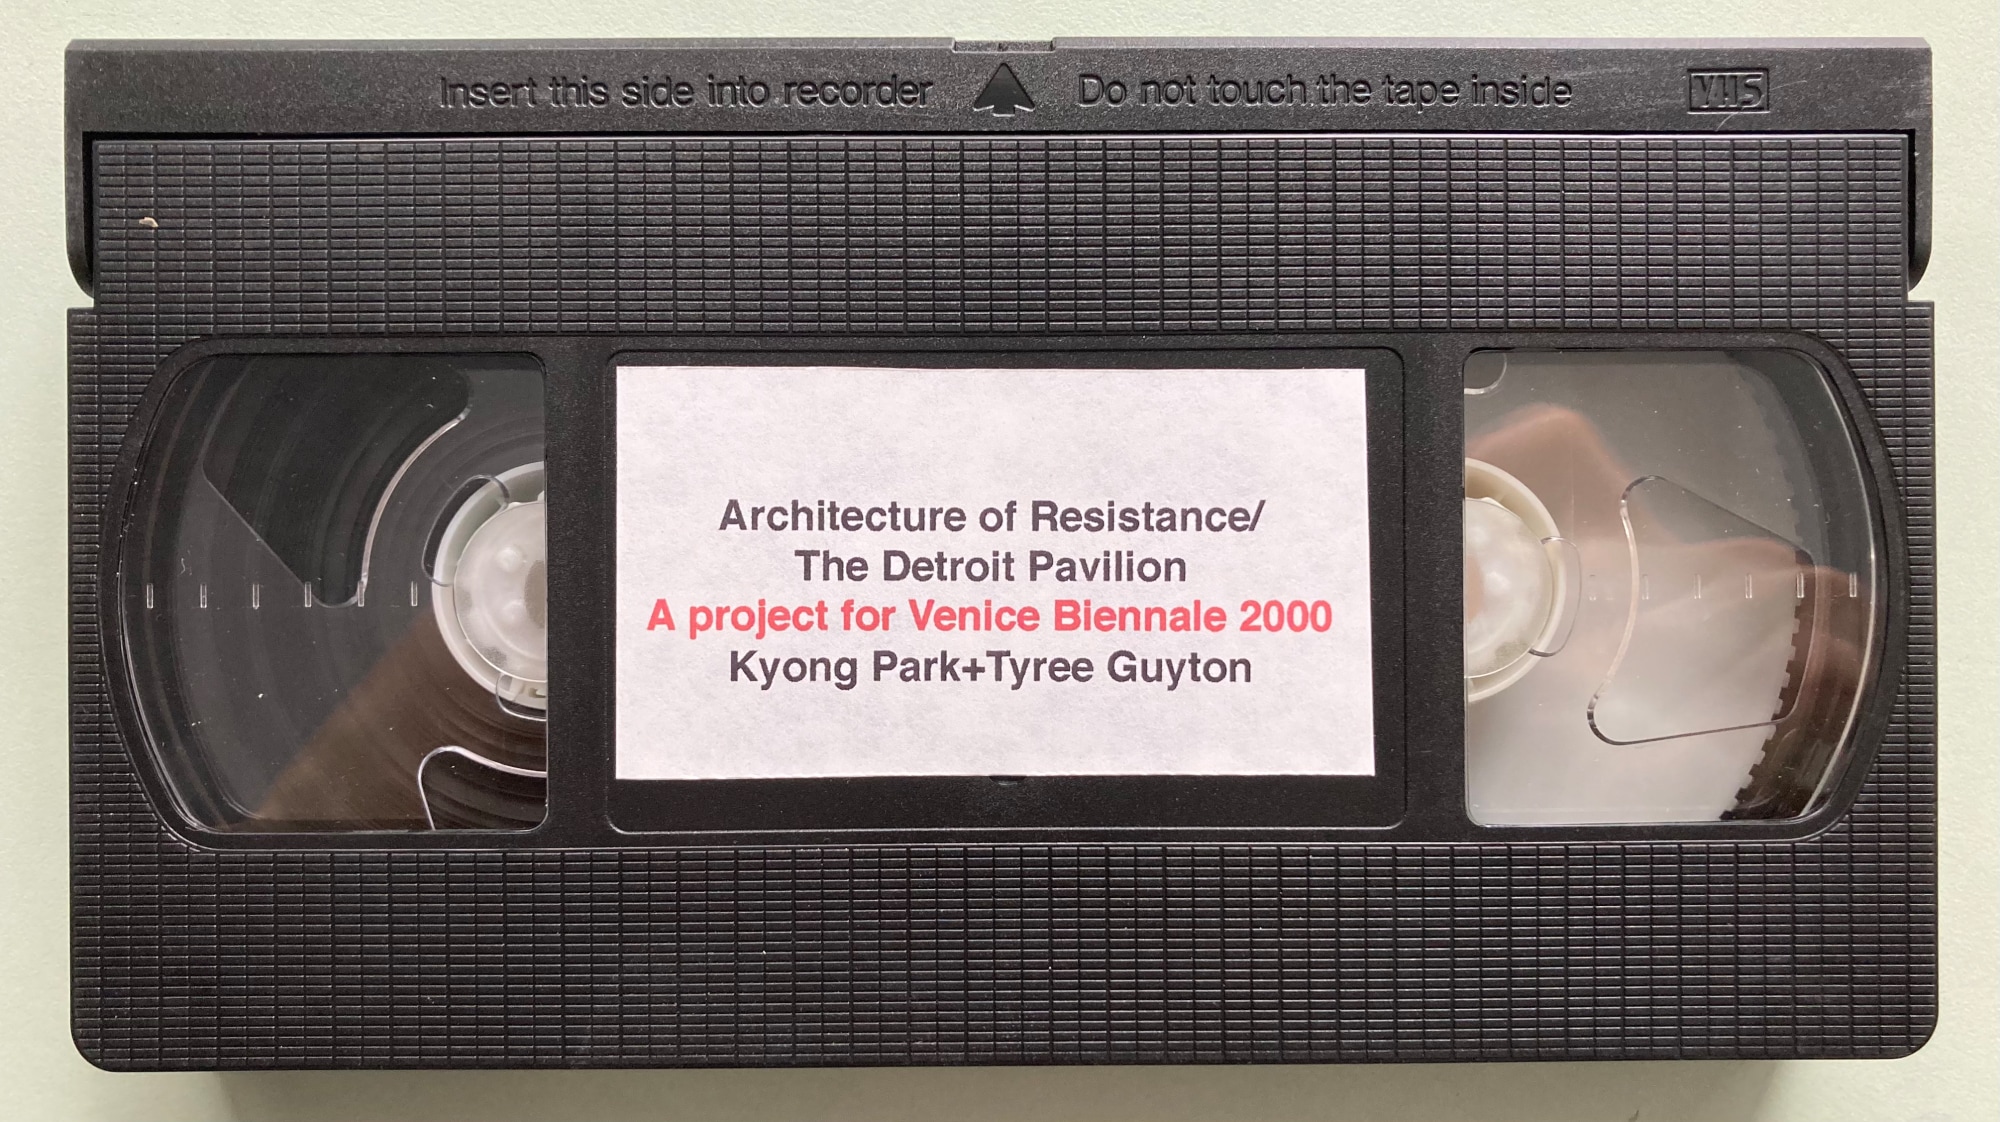 Insert this side into recorder Do not touch the tape inside VHS
Architecture of Resistance/
The Detroit Pavilion
A project for Venice Biennale 2000
Kyong Park+Tyree Guyton